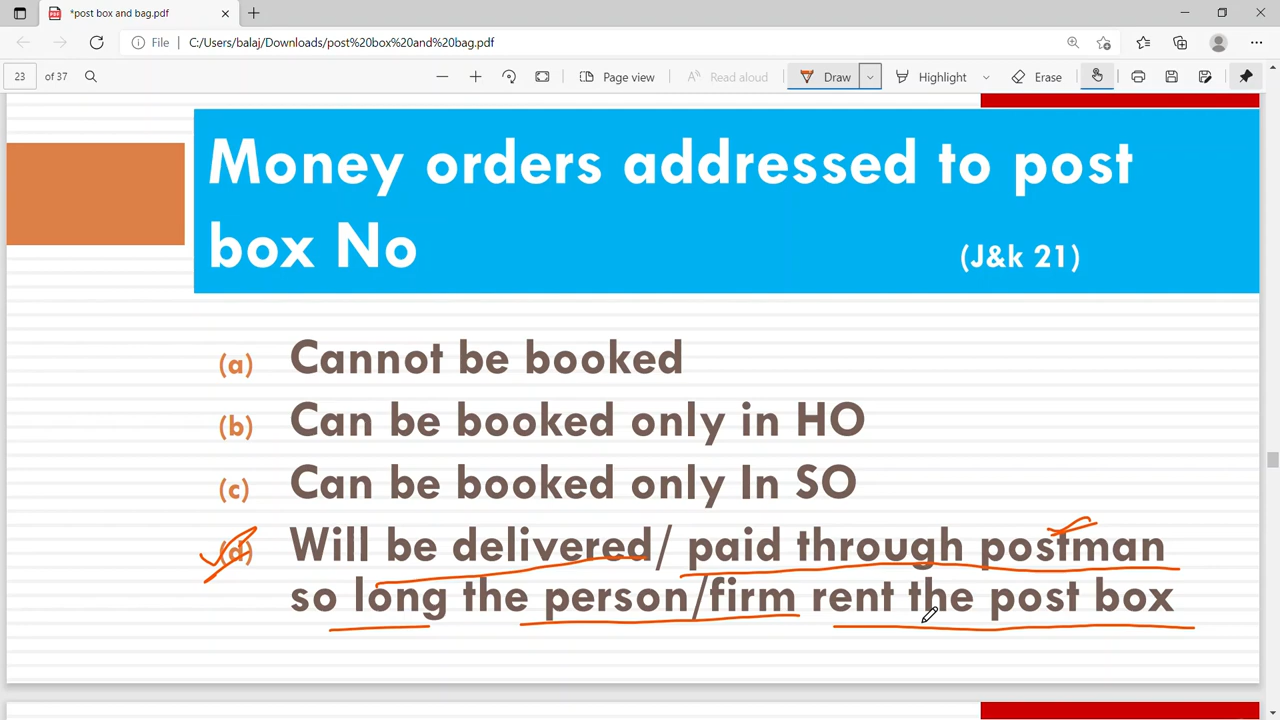 *post box and bag.pdf
File C:/Users/balaj/Downloads/post%20box%20and%20bag.pdf
23 of 37 Page view Read aloud Draw Highlight Erase
Money orders addressed to post
box No (J&k 21)
(a) Cannot be booked
(b) Can be booked only in HO
(c) Can be booked only In SO
(d) Will be delivered/ paid through postman
so long the person/firm rent the post box